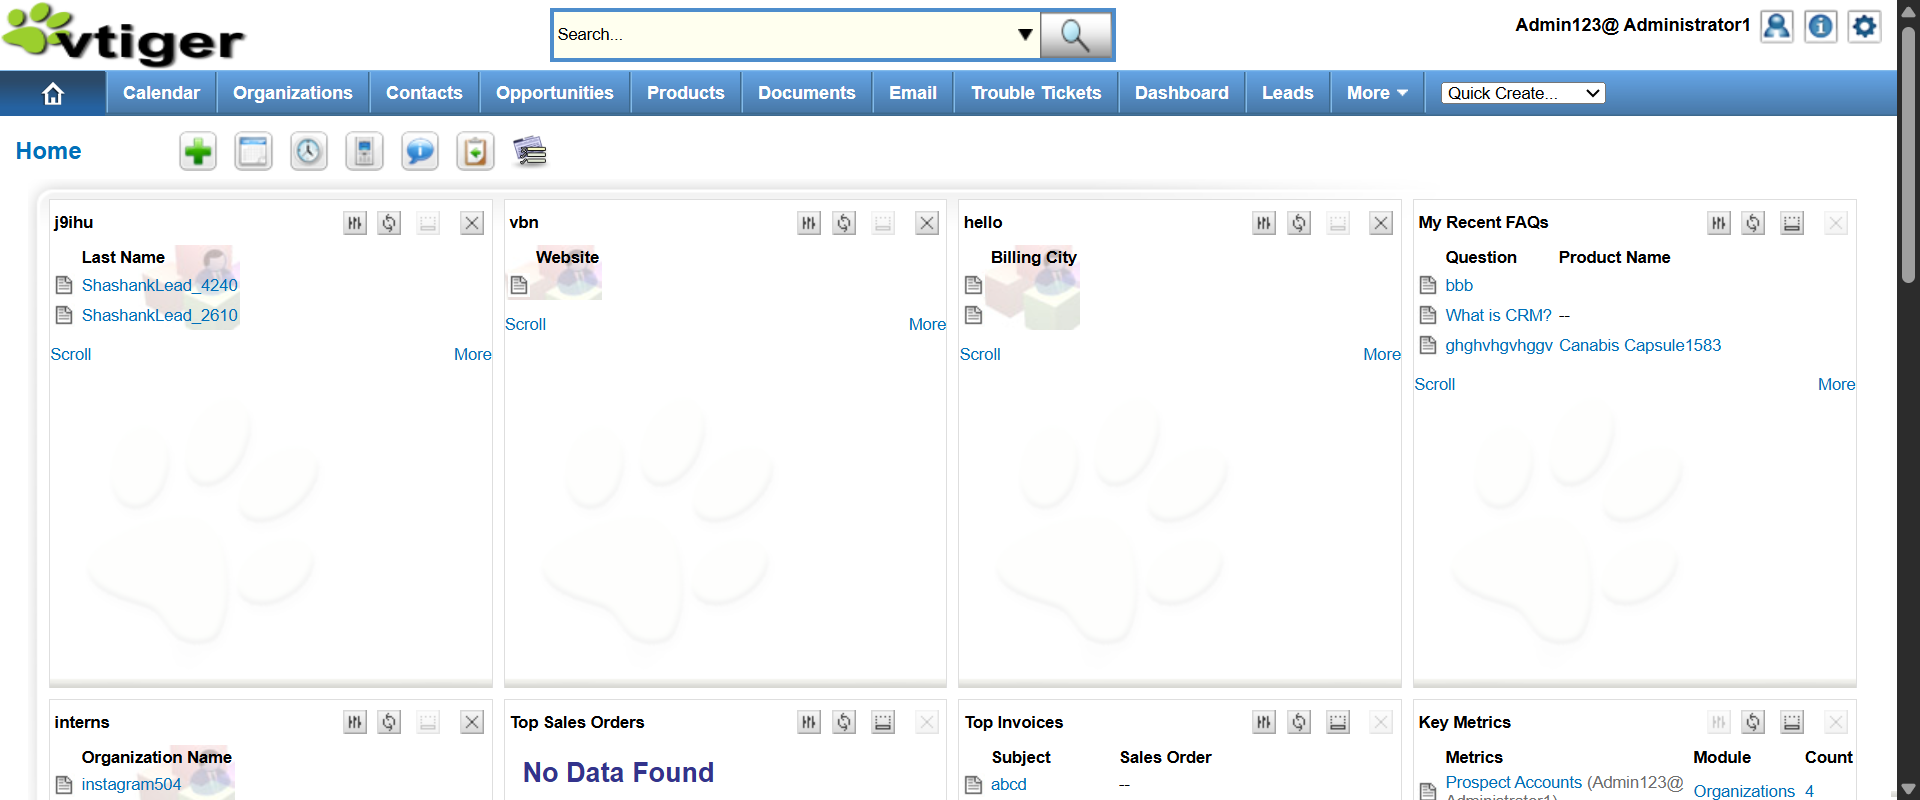 vtiger
Search...
Admin123@ Administrator1
Calendar
Organizations
Contacts
Opportunities
Products
Documents
Email
Trouble Tickets
Dashboard
Leads
More
Quick Create...
Home
j9ihu
Last Name
ShashankLead_4240
ShashankLead_2610
Scroll
More
vbn
Website
Scroll
More
hello
Billing City
Scroll
More
My Recent FAQs
Question Product Name
bbb
What is CRM? --
ghghvhgvhggv Canabis Capsule1583
Scroll
More
interns
Organization Name
instagram504
Top Sales Orders
No Data Found
Top Invoices
Subject Sales Order
abcd --
Key Metrics
Metrics Module Count
Prospect Accounts (Admin123@
Administrator1) Organizations 4